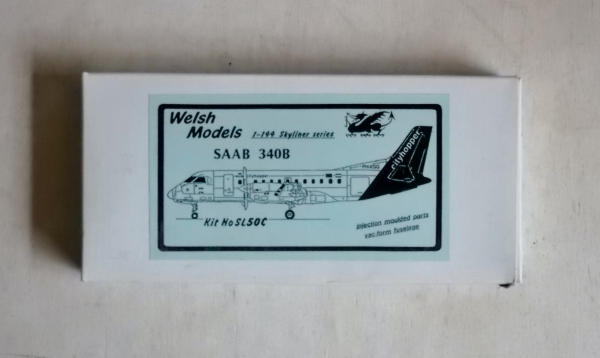 Welsh
Models
1-144 Skyliner series
SAAB 340B
cityhopper
Kit No SL50C
injection moulded parts
vac-form fuselage